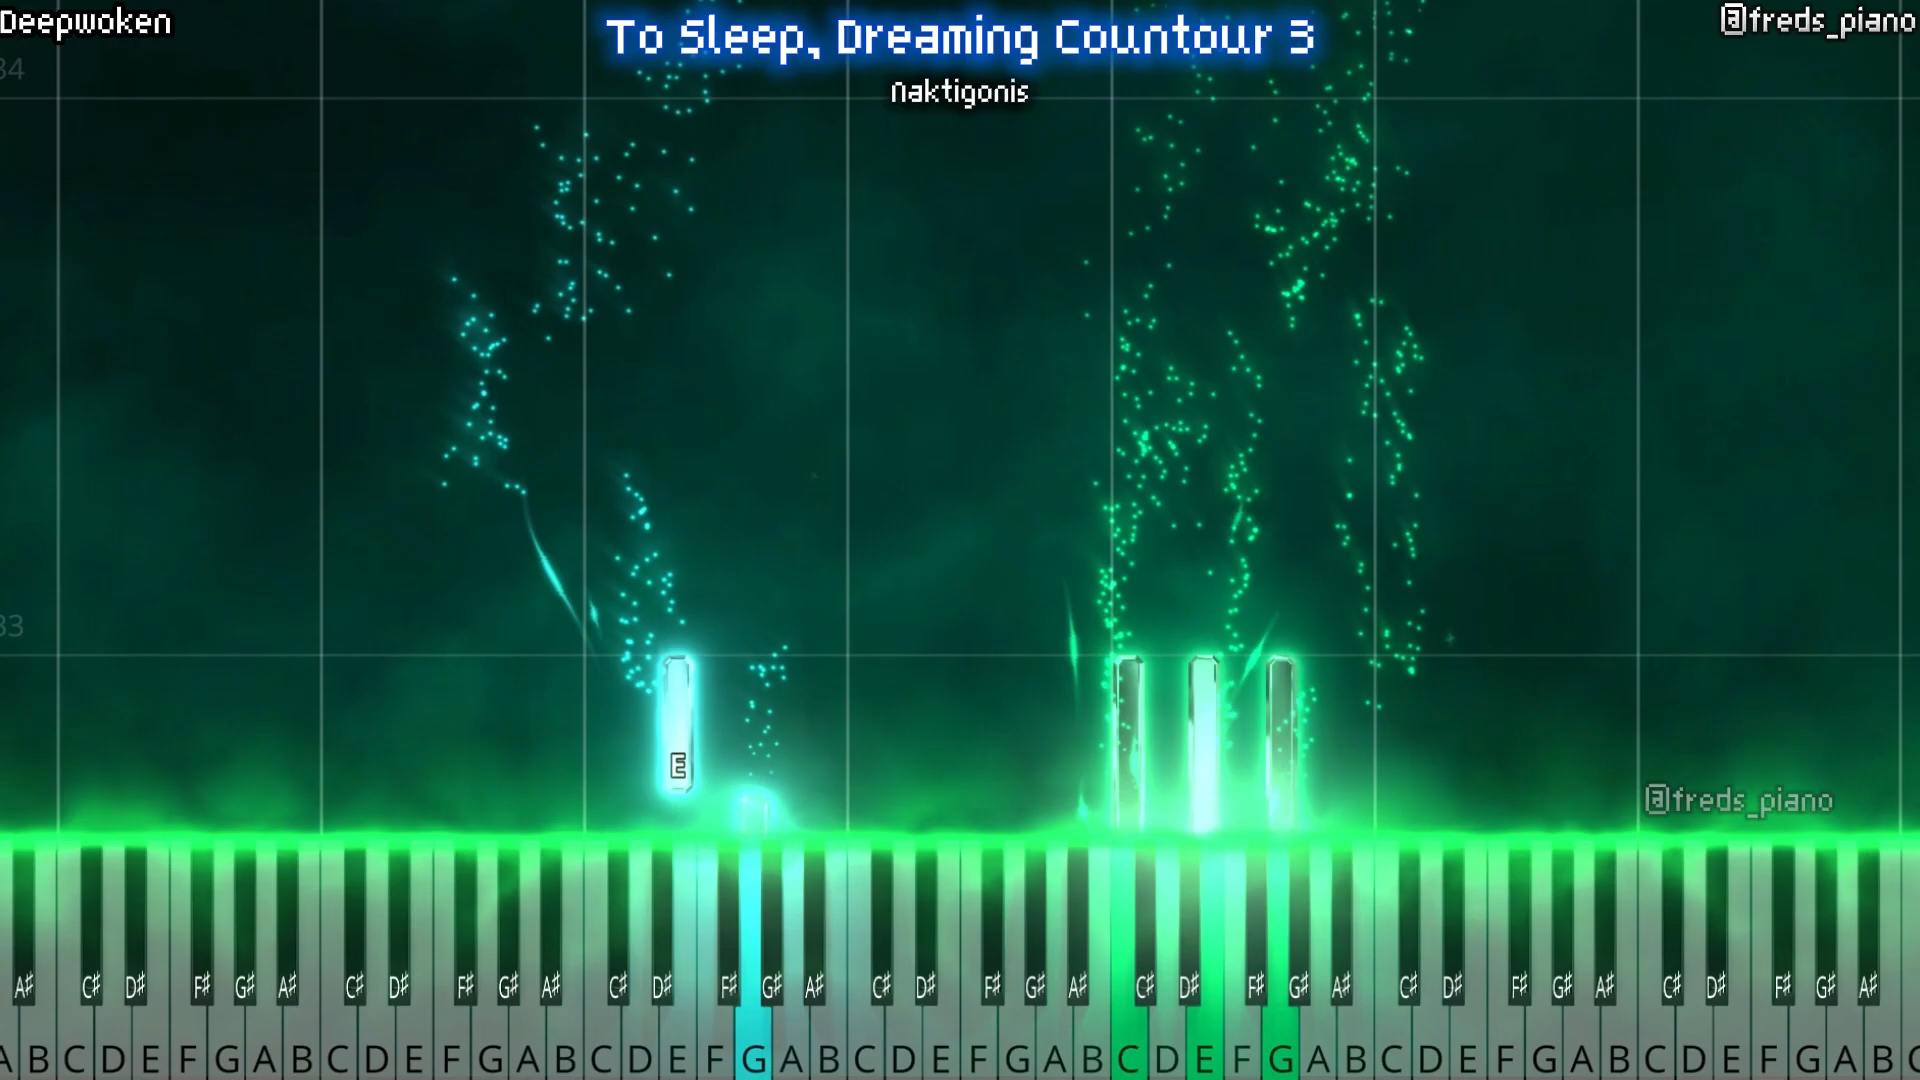 Deepwoken
To Sleep, Dreaming Countour 3
@freds_piano
Naktigonis
34
33
E
@freds_piano
A# C# D# F# G# A# C# D# F# G# A# C# D# F# G# A# C# D# F# G# A# C# D# F# G# A# C# D# F# G# A# C# D# F# G# A#
A B C D E F G A B C D E F G A B C D E F G A B C D E F G A B C D E F G A B C D E F G A B C D E F G A B C